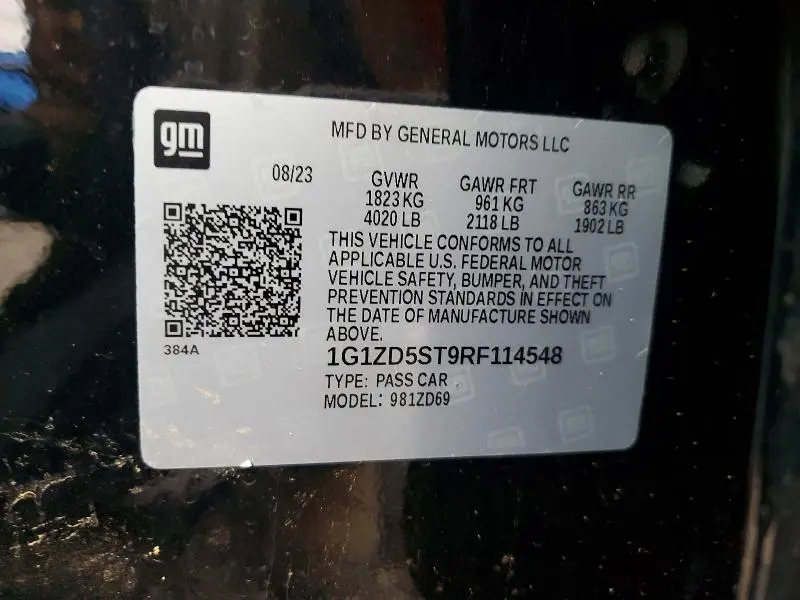 gm
MFD BY GENERAL MOTORS LLC
08/23
GVWR GAWR FRT GAWR RR
1823 KG 961 KG 863 KG
4020 LB 2118 LB 1902 LB
THIS VEHICLE CONFORMS TO ALL
APPLICABLE U.S. FEDERAL MOTOR
VEHICLE SAFETY, BUMPER, AND THEFT
PREVENTION STANDARDS IN EFFECT ON
THE DATE OF MANUFACTURE SHOWN
ABOVE.
384A
1G1ZD5ST9RF114548
TYPE: PASS CAR
MODEL: 981ZD69